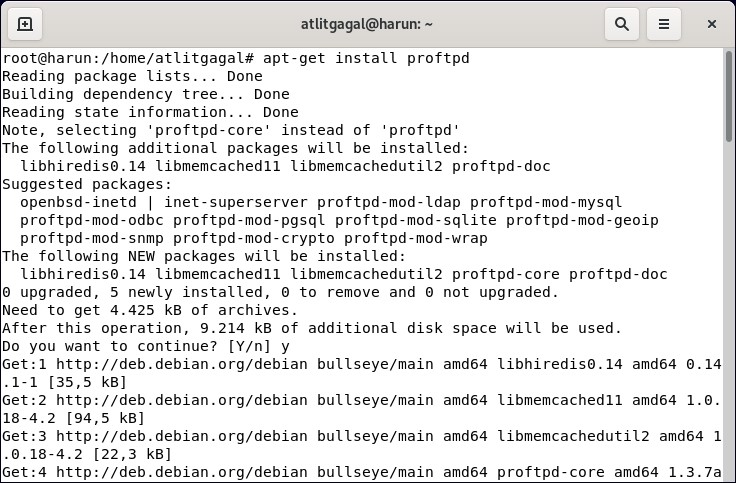 atlitgagal@harun: ~
root@harun:/home/atlitgagal# apt-get install proftpd
Reading package lists... Done
Building dependency tree... Done
Reading state information... Done
Note, selecting 'proftpd-core' instead of 'proftpd'
The following additional packages will be installed:
  libhiredis0.14 libmemcached11 libmemcachedutil2 proftpd-doc
Suggested packages:
  openbsd-inetd | inet-superserver proftpd-mod-ldap proftpd-mod-mysql
  proftpd-mod-odbc proftpd-mod-pgsql proftpd-mod-sqlite proftpd-mod-geoip
  proftpd-mod-snmp proftpd-mod-crypto proftpd-mod-wrap
The following NEW packages will be installed:
  libhiredis0.14 libmemcached11 libmemcachedutil2 proftpd-core proftpd-doc
0 upgraded, 5 newly installed, 0 to remove and 0 not upgraded.
Need to get 4.425 kB of archives.
After this operation, 9.214 kB of additional disk space will be used.
Do you want to continue? [Y/n] y
Get:1 http://deb.debian.org/debian bullseye/main amd64 libhiredis0.14 amd64 0.14
.1-1 [35,5 kB]
Get:2 http://deb.debian.org/debian bullseye/main amd64 libmemcached11 amd64 1.0.
18-4.2 [94,5 kB]
Get:3 http://deb.debian.org/debian bullseye/main amd64 libmemcachedutil2 amd64 1
.0.18-4.2 [22,3 kB]
Get:4 http://deb.debian.org/debian bullseye/main amd64 proftpd-core amd64 1.3.7a